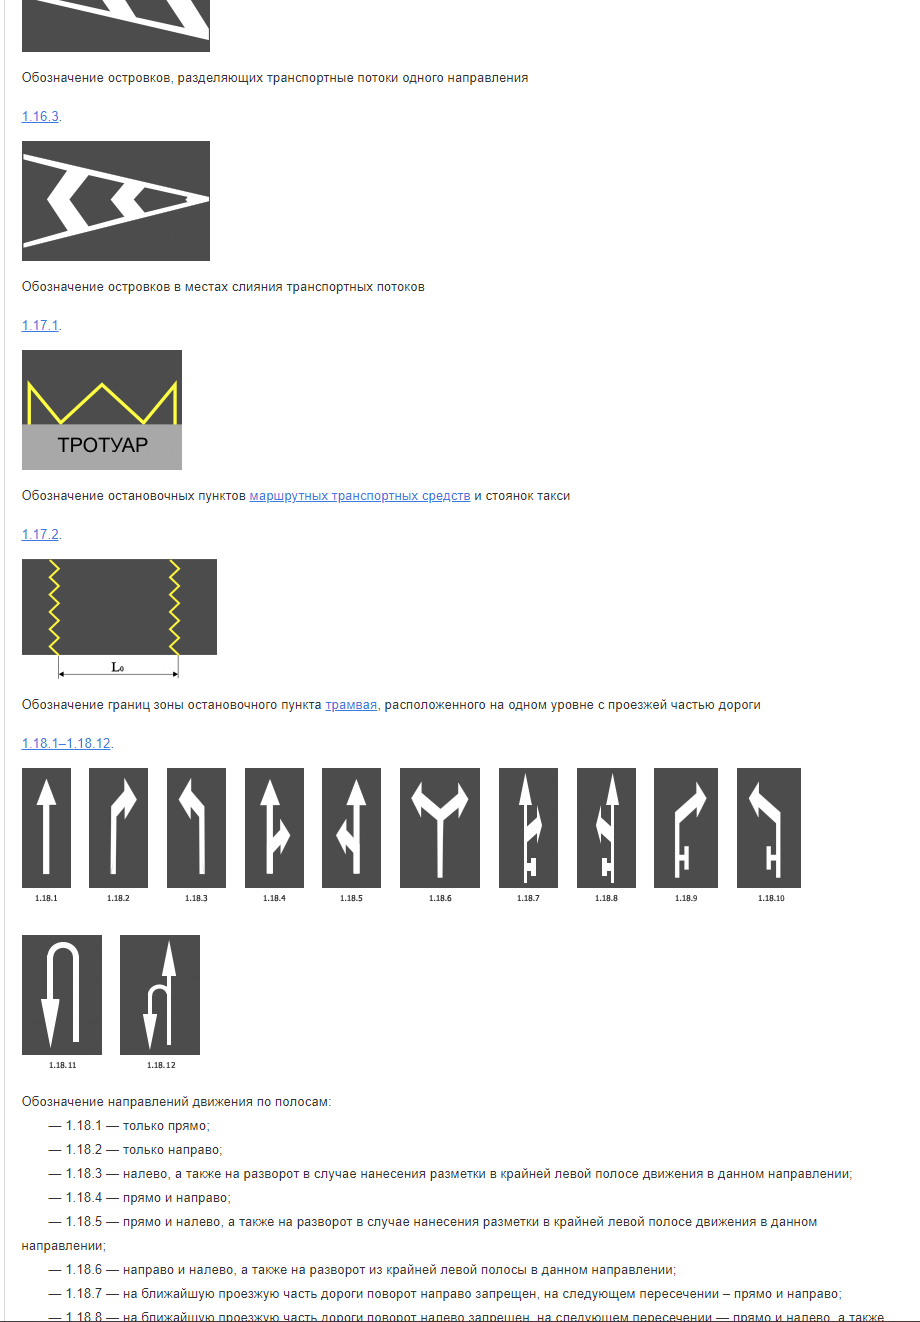 Обозначение островков, разделяющих транспортные потоки одного направления
1.16.3.
Обозначение островков в местах слияния транспортных потоков
1.17.1.
ТРОТУАР
Обозначение остановочных пунктов маршрутных транспортных средств и стоянок такси
1.17.2.
L₀
Обозначение границ зоны остановочного пункта трамвая, расположенного на одном уровне с проезжей частью дороги
1.18.1–1.18.12.
1.18.1 1.18.2 1.18.3 1.18.4 1.18.5 1.18.6 1.18.7 1.18.8 1.18.9 1.18.10
1.18.11 1.18.12
Обозначение направлений движения по полосам:
— 1.18.1 — только прямо;
— 1.18.2 — только направо;
— 1.18.3 — налево, а также на разворот в случае нанесения разметки в крайней левой полосе движения в данном направлении;
— 1.18.4 — прямо и направо;
— 1.18.5 — прямо и налево, а также на разворот в случае нанесения разметки в крайней левой полосе движения в данном
направлении;
— 1.18.6 — направо и налево, а также на разворот из крайней левой полосы в данном направлении;
— 1.18.7 — на ближайшую проезжую часть дороги поворот направо запрещен, на следующем пересечении – прямо и направо;
— 1.18.8 — на ближайшую проезжую часть дороги поворот налево запрещен, на следующем пересечении — прямо и налево, а также